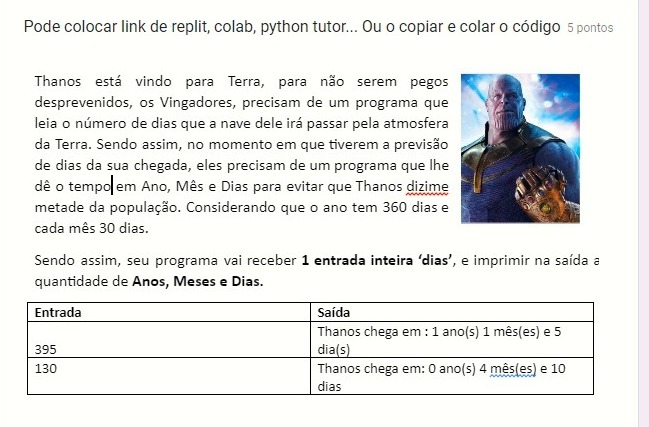 Pode colocar link de replit, colab, python tutor... Ou o copiar e colar o código 5 pontos
Thanos está vindo para Terra, para não serem pegos
desprevenidos, os Vingadores, precisam de um programa que
leia o número de dias que a nave dele irá passar pela atmosfera
da Terra. Sendo assim, no momento em que tiverem a previsão
de dias da sua chegada, eles precisam de um programa que lhe
dê o tempo em Ano, Mês e Dias para evitar que Thanos dizime
metade da população. Considerando que o ano tem 360 dias e
cada mês 30 dias.
Sendo assim, seu programa vai receber 1 entrada inteira ‘dias’, e imprimir na saída a
quantidade de Anos, Meses e Dias.
Entrada Saída
Thanos chega em : 1 ano(s) 1 mês(es) e 5
395 dia(s)
130 Thanos chega em: 0 ano(s) 4 mês(es) e 10
dias